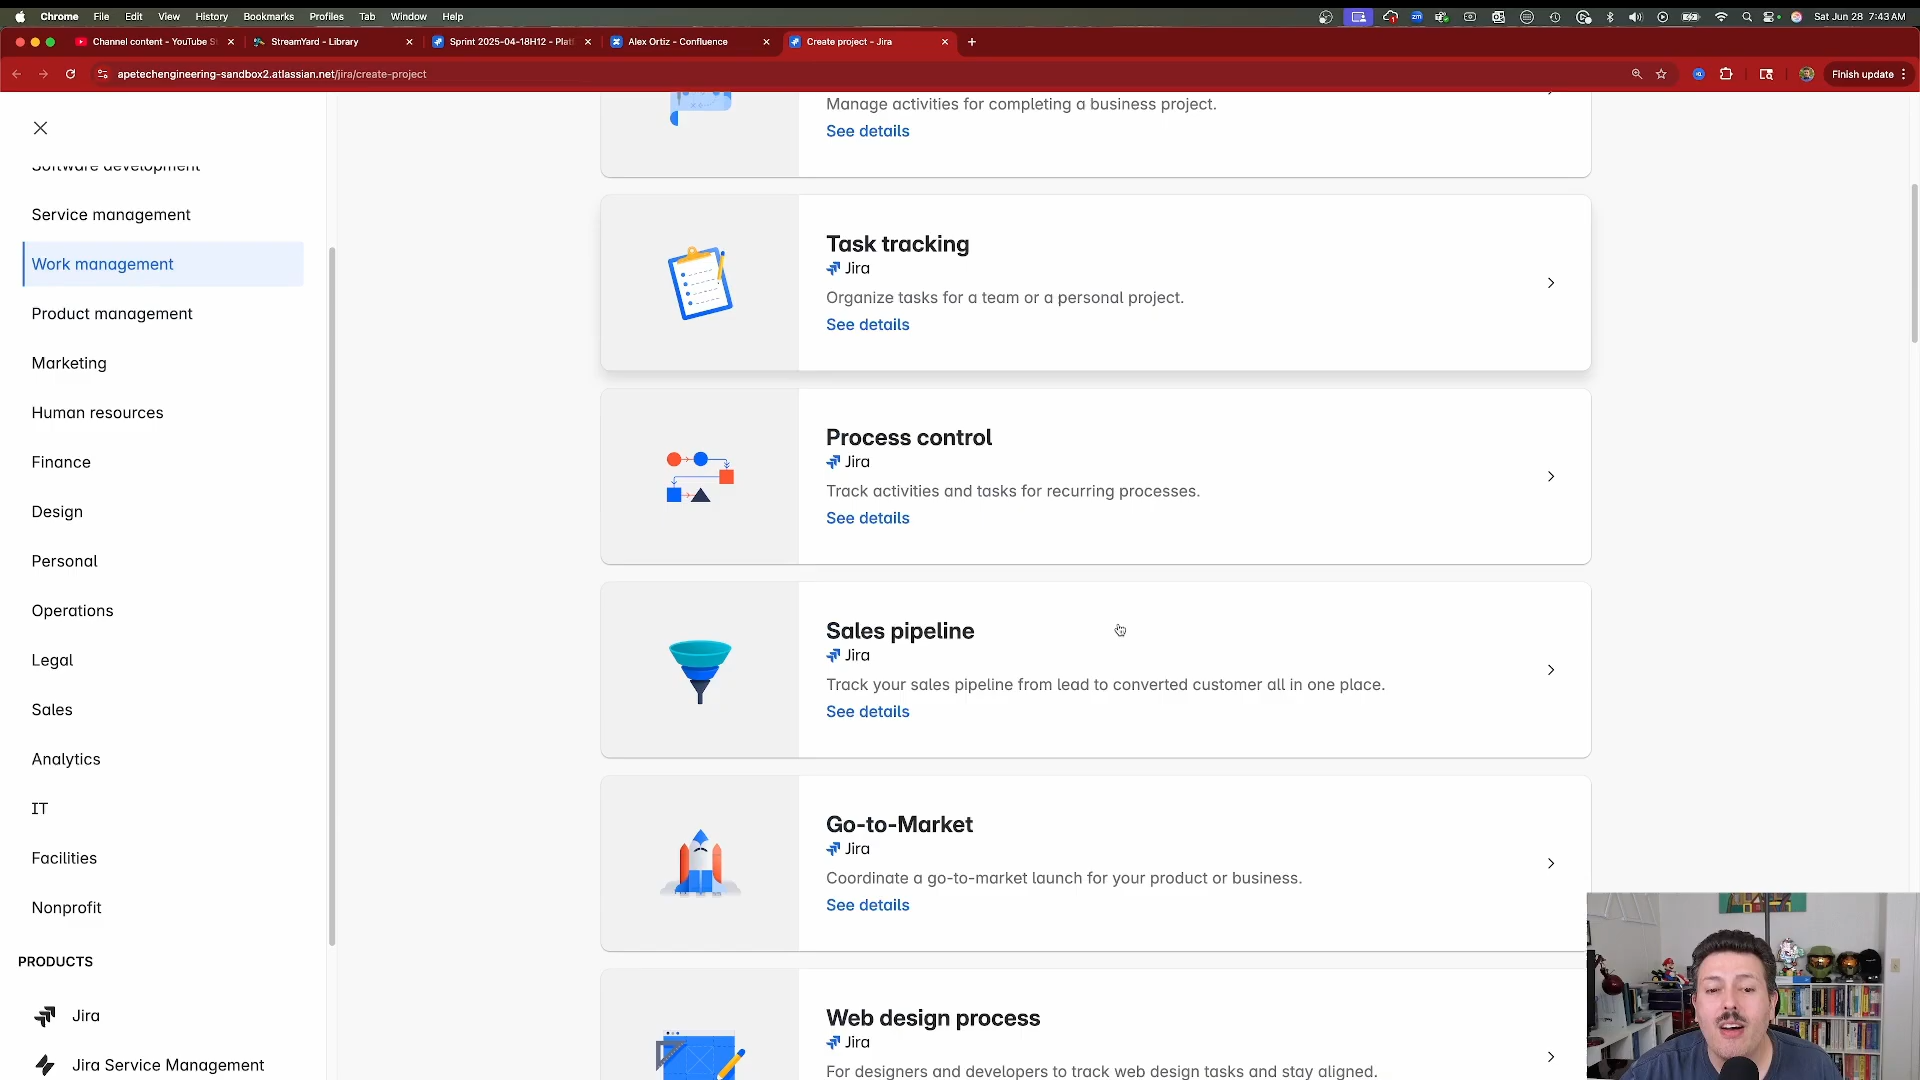 Chrome File Edit View History Bookmarks Profiles Tab Window Help
zm
Sat Jun 28 7:43 AM
Channel content - YouTube S
StreamYard - Library
Sprint 2025-04-18H12 - Plat
Alex Ortiz - Confluence
Create project - Jira
apetechengineering-sandbox2.atlassian.net/jira/create-project
Finish update
Software development
Service management
Work management
Product management
Marketing
Human resources
Finance
Design
Personal
Operations
Legal
Sales
Analytics
IT
Facilities
Nonprofit
PRODUCTS
Jira
Jira Service Management
Manage activities for completing a business project.
See details
Task tracking
Jira
Organize tasks for a team or a personal project.
See details
Process control
Jira
Track activities and tasks for recurring processes.
See details
Sales pipeline
Jira
Track your sales pipeline from lead to converted customer all in one place.
See details
Go-to-Market
Jira
Coordinate a go-to-market launch for your product or business.
See details
Web design process
Jira
For designers and developers to track web design tasks and stay aligned.